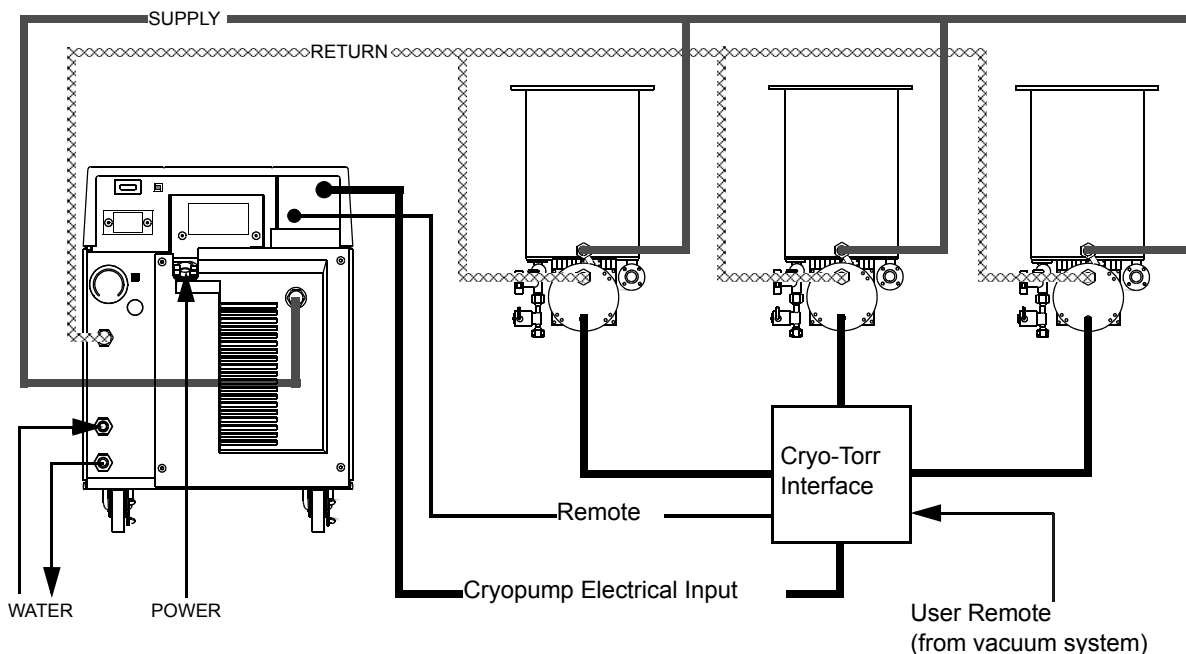 SUPPLY
RETURN
Cryo-Torr
Interface
Remote
Cryopump Electrical Input
WATER
POWER
User Remote
(from vacuum system)